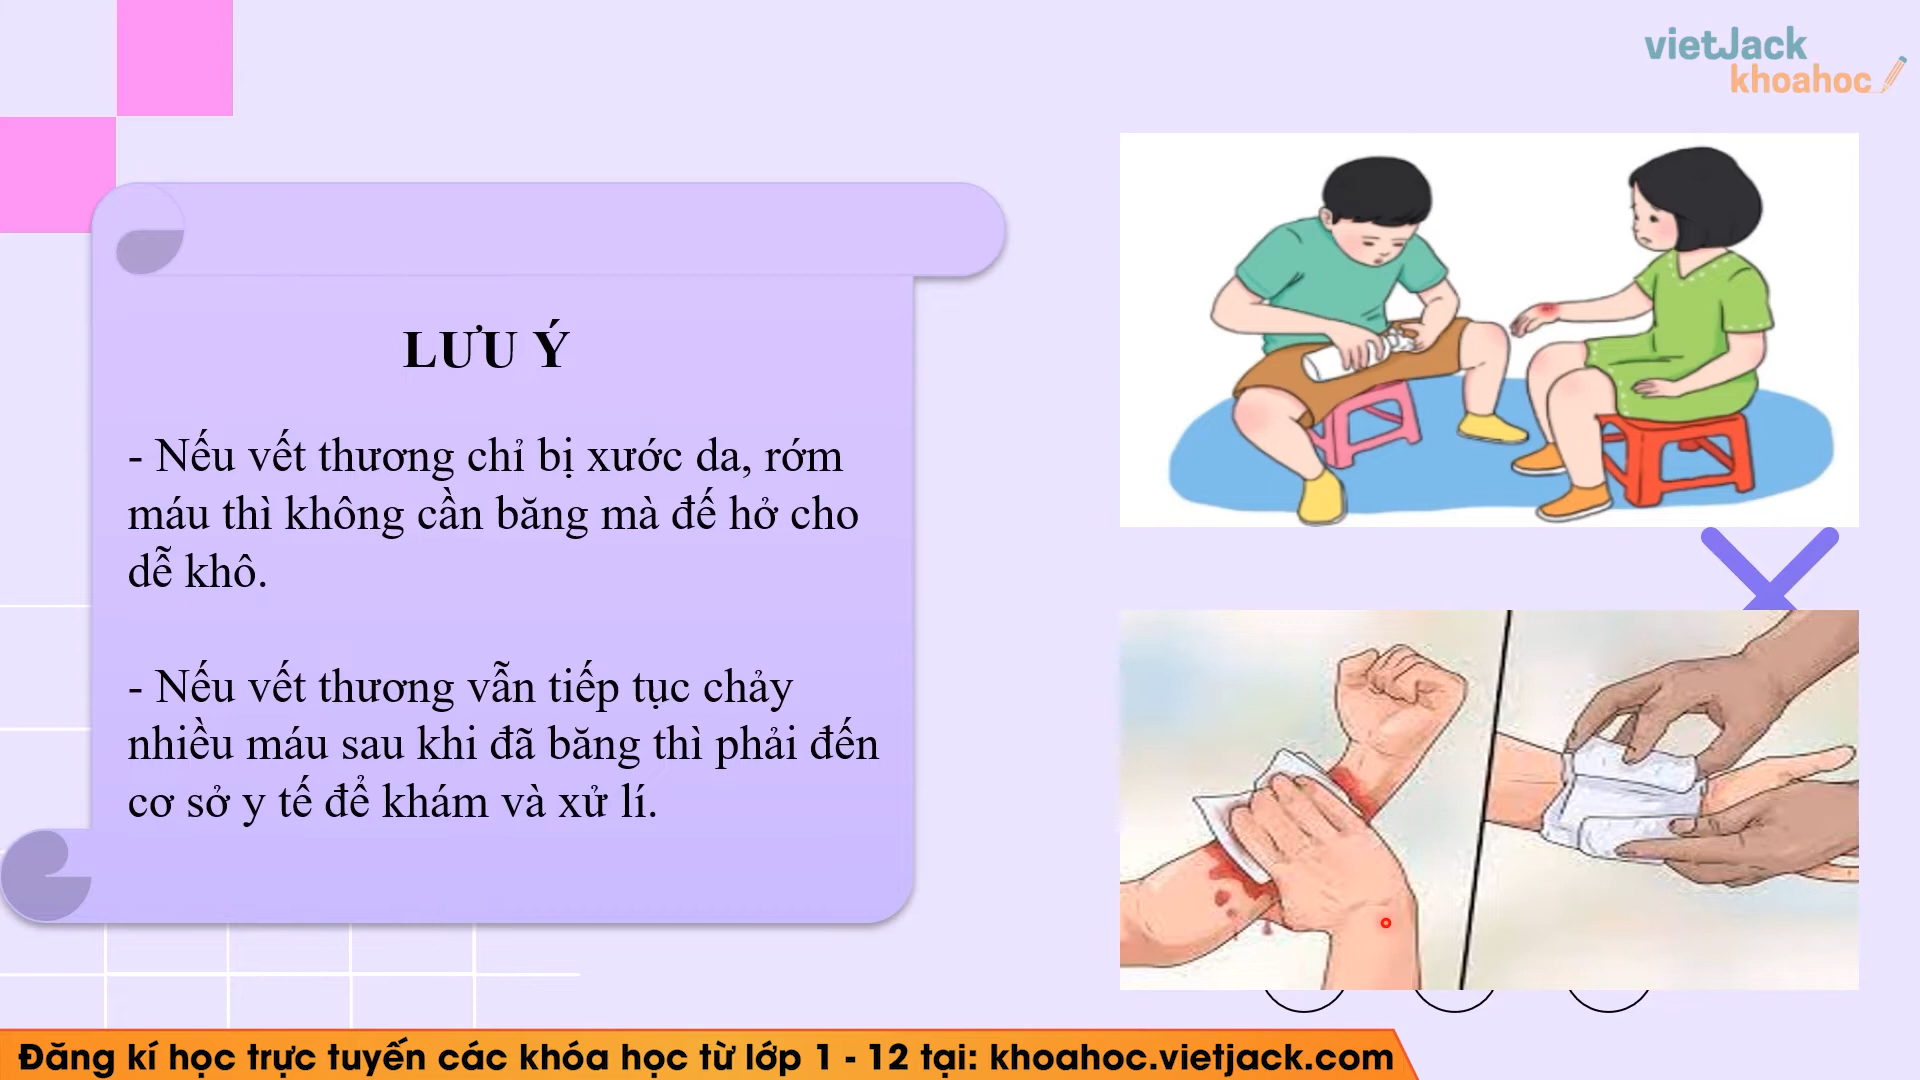 vietJack
khoahoc
LƯU Ý
- Nếu vết thương chỉ bị xước da, rớm
máu thì không cần băng mà đế hở cho
dễ khô.
- Nếu vết thương vẫn tiếp tục chảy
nhiều máu sau khi đã băng thì phải đến
cơ sở y tế để khám và xử lí.
Đăng kí học trực tuyến các khóa học từ lớp 1 - 12 tại: khoahoc.vietjack.com